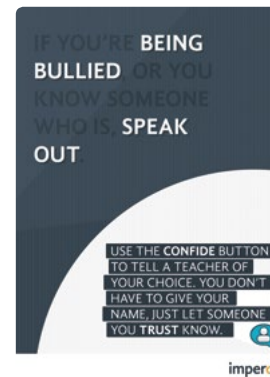 IF YOU'RE BEING
BULLIED, OR YOU
KNOW SOMEONE
WHO IS, SPEAK
OUT.
USE THE CONFIDE BUTTON
TO TELL A TEACHER OF
YOUR CHOICE. YOU DON'T
HAVE TO GIVE YOUR
NAME, JUST LET SOMEONE
YOU TRUST KNOW.